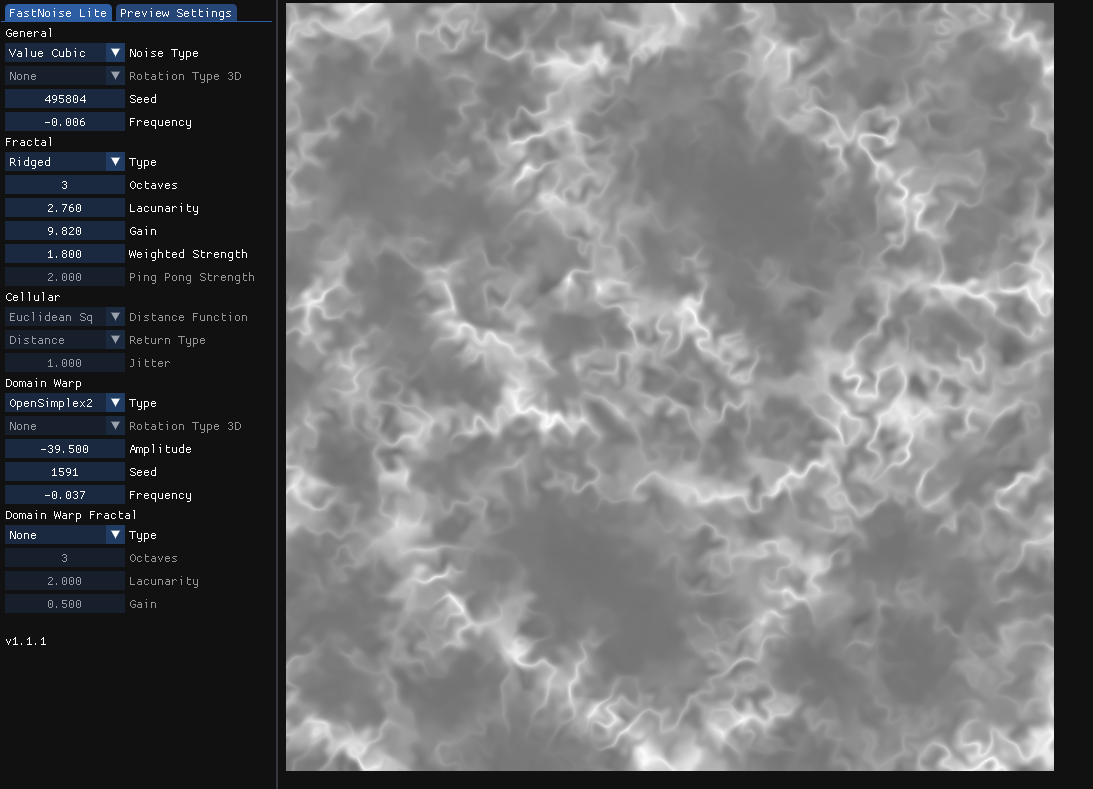 FastNoise Lite Preview Settings
General
Value Cubic Noise Type
None Rotation Type 3D
495804 Seed
-0.006 Frequency
Fractal
Ridged Type
3 Octaves
2.760 Lacunarity
9.820 Gain
1.800 Weighted Strength
2.000 Ping Pong Strength
Cellular
Euclidean Sq Distance Function
Distance Return Type
1.000 Jitter
Domain Warp
OpenSimplex2 Type
None Rotation Type 3D
-39.500 Amplitude
1591 Seed
-0.037 Frequency
Domain Warp Fractal
None Type
3 Octaves
2.000 Lacunarity
0.500 Gain
v1.1.1